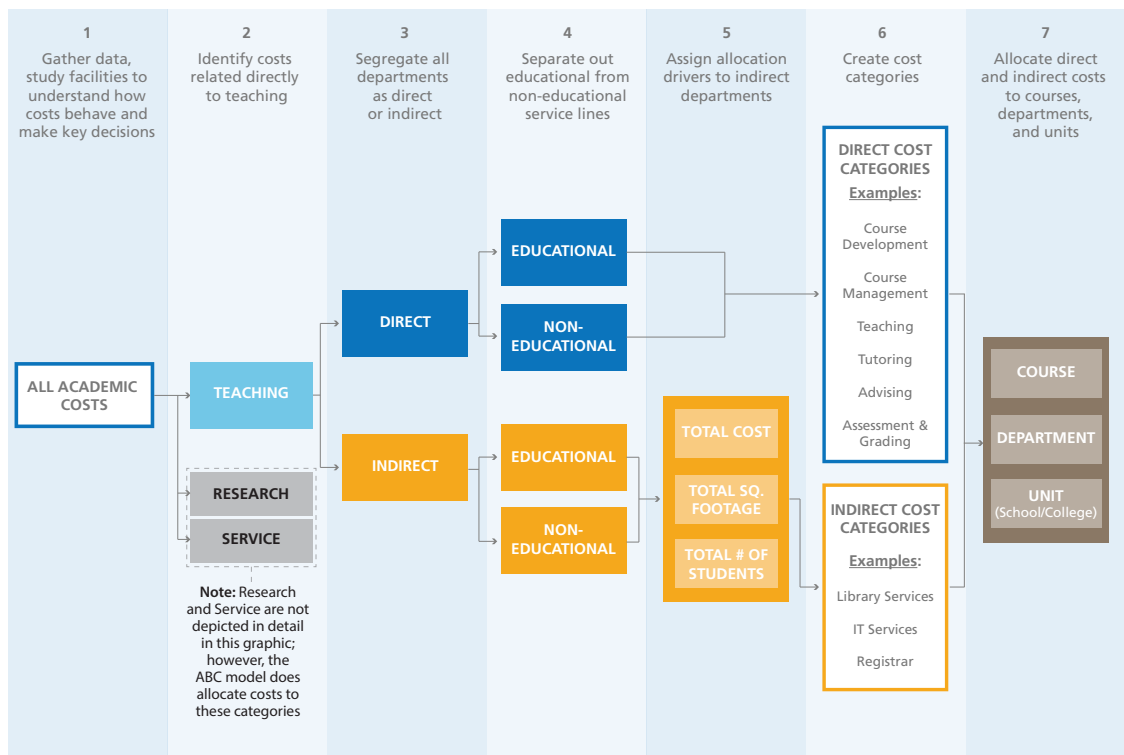 1
Gather data,
study facilities to
understand how
costs behave and
make key decisions
2
Identify costs
related directly
to teaching
3
Segregate all
departments
as direct
or indirect
4
Separate out
educational from
non-educational
service lines
5
Assign allocation
drivers to indirect
departments
6
Create cost
categories
7
Allocate direct
and indirect costs
to courses,
departments,
and units
ALL ACADEMIC
COSTS
TEACHING
RESEARCH
SERVICE
Note: Research
and Service are not
depicted in detail
in this graphic;
however, the
ABC model does
allocate costs to
these categories
DIRECT
INDIRECT
EDUCATIONAL
NON-
EDUCATIONAL
EDUCATIONAL
NON-
EDUCATIONAL
TOTAL COST
TOTAL SQ.
FOOTAGE
TOTAL # OF
STUDENTS
DIRECT COST
CATEGORIES
Examples:
Course
Development
Course
Management
Teaching
Tutoring
Advising
Assessment &
Grading
INDIRECT COST
CATEGORIES
Examples:
Library Services
IT Services
Registrar
COURSE
DEPARTMENT
UNIT
(School/College)